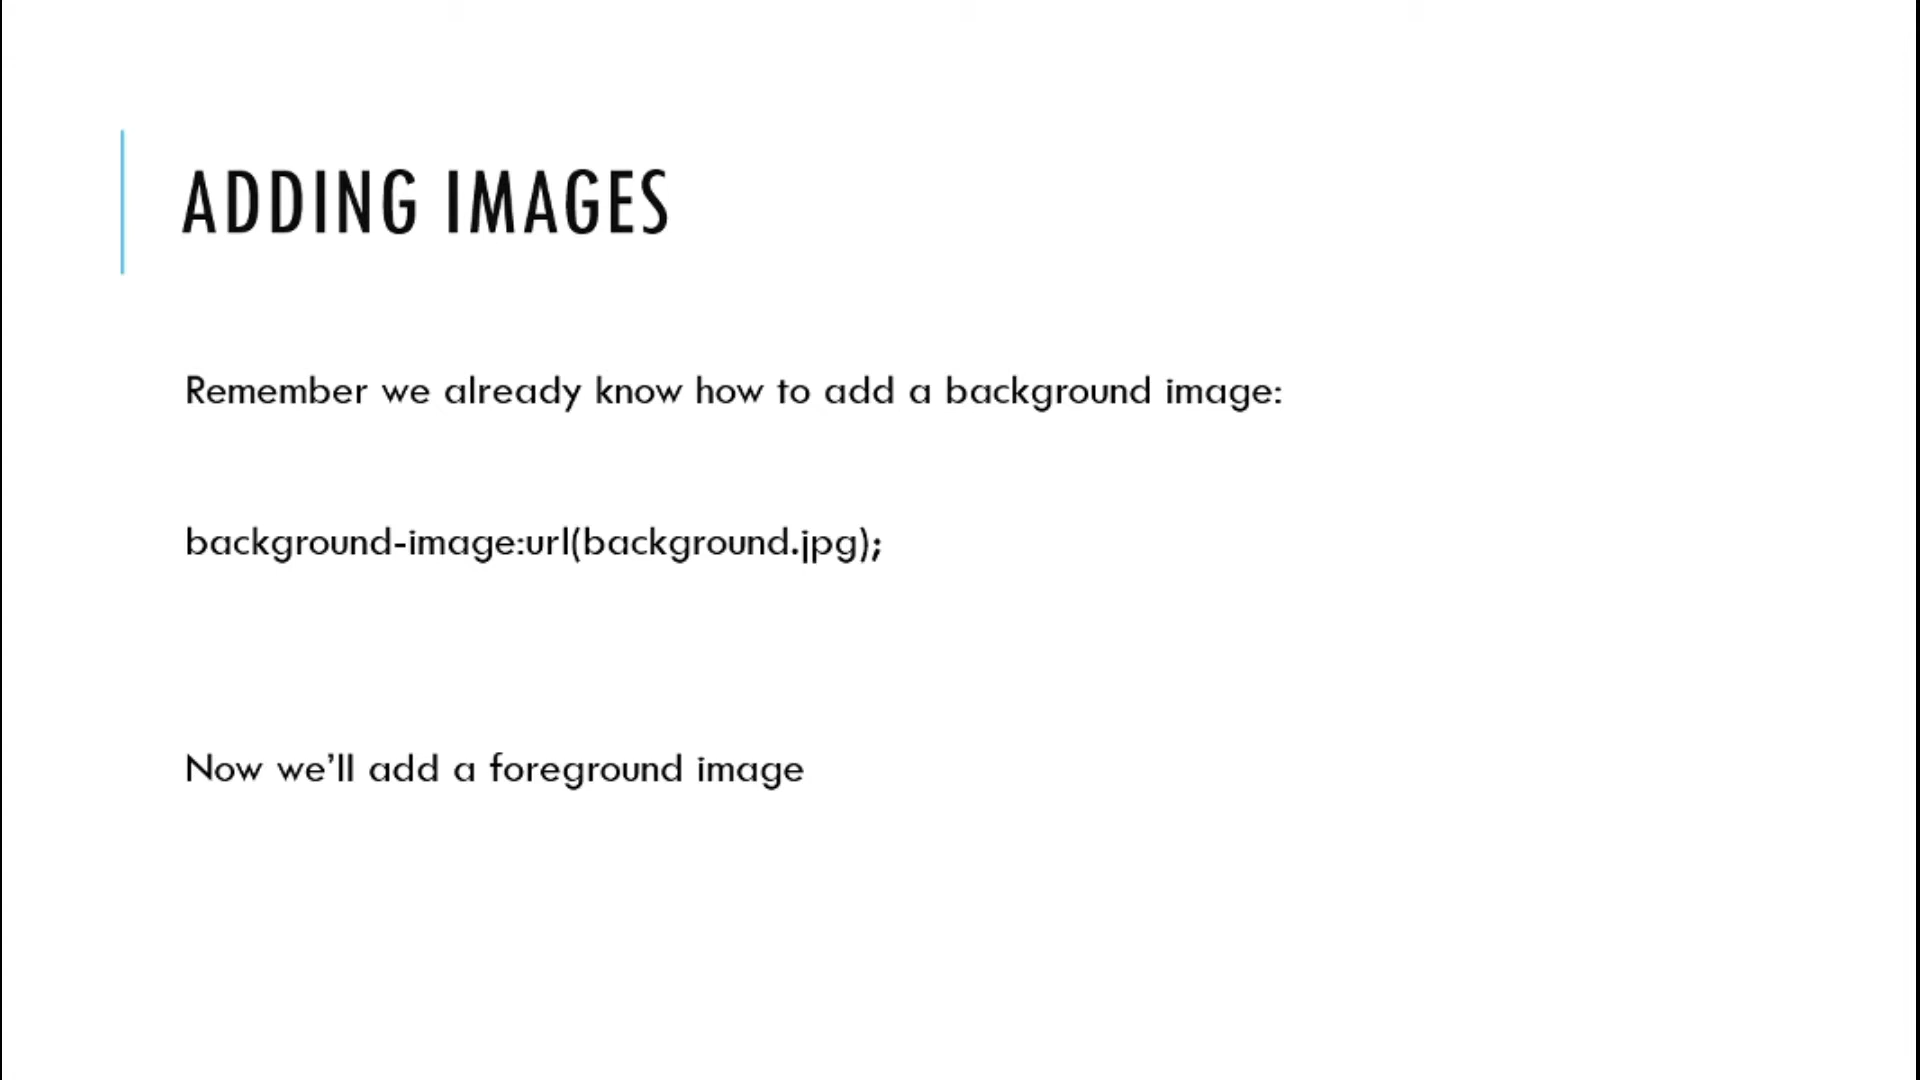 ADDING IMAGES
Remember we already know how to add a background image:
background-image:url(background.jpg);
Now we’ll add a foreground image